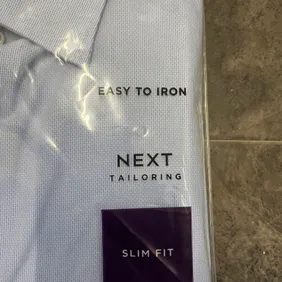 EASY TO IRON
NEXT
TAILORING
SLIM FIT